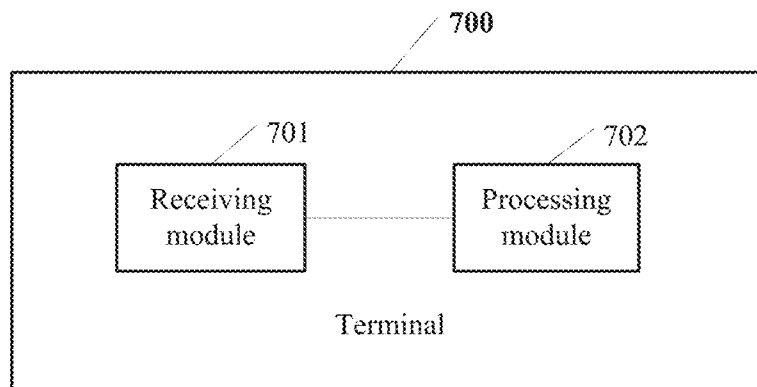 700
701
702
Receiving
module
Processing
module
Terminal